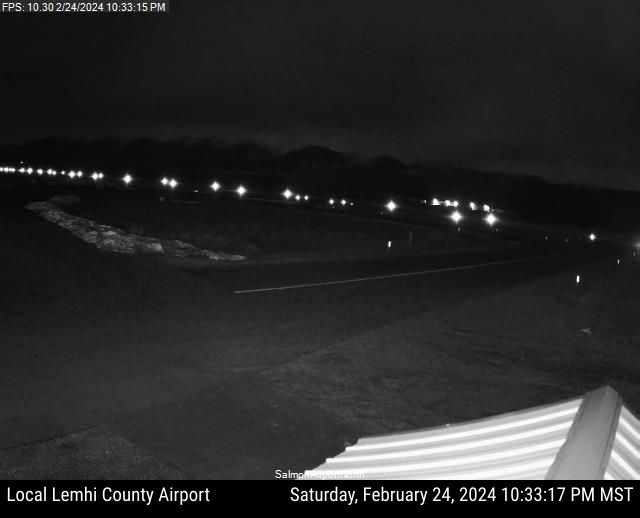 FPS: 10.30 2/24/2024 10:33:15 PM
Local Lemhi County Airport
Saturday, February 24, 2024 10:33:17 PM MST